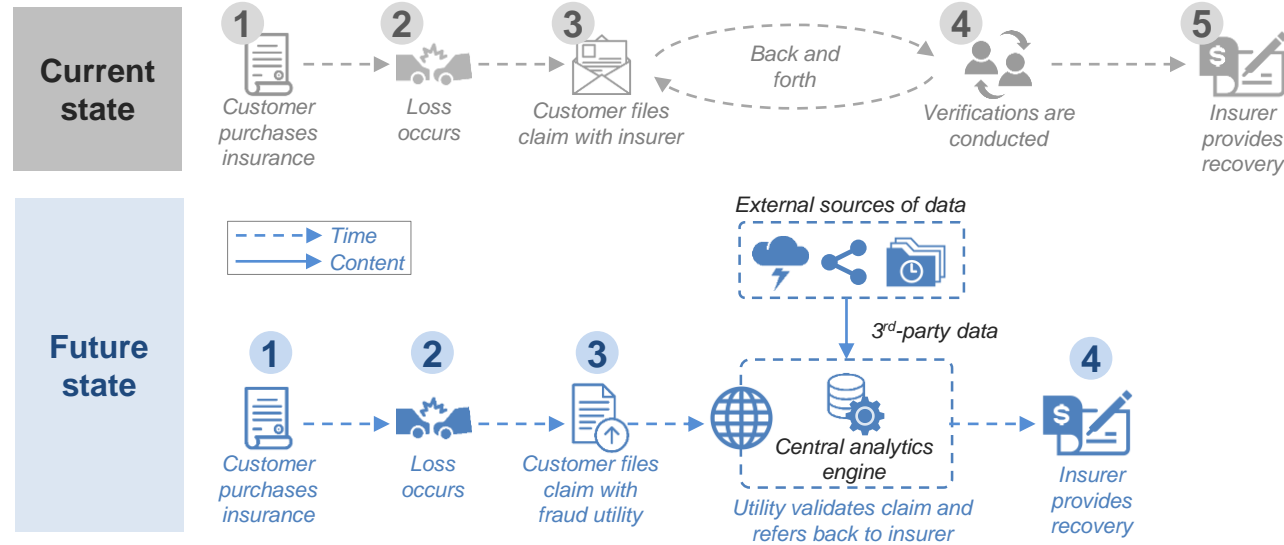 Current
state
1
2
3
4
5
Back and
forth
Customer
purchases
insurance
Loss
occurs
Customer files
claim with insurer
Verifications are
conducted
$
Insurer
provides
recovery
Future
state
Time
Content
External sources of data
3rd-party data
1
2
3
4
Central analytics
engine
$
Customer
purchases
insurance
Loss
occurs
Customer files
claim with
fraud utility
Utility validates claim and
refers back to insurer
Insurer
provides
recovery